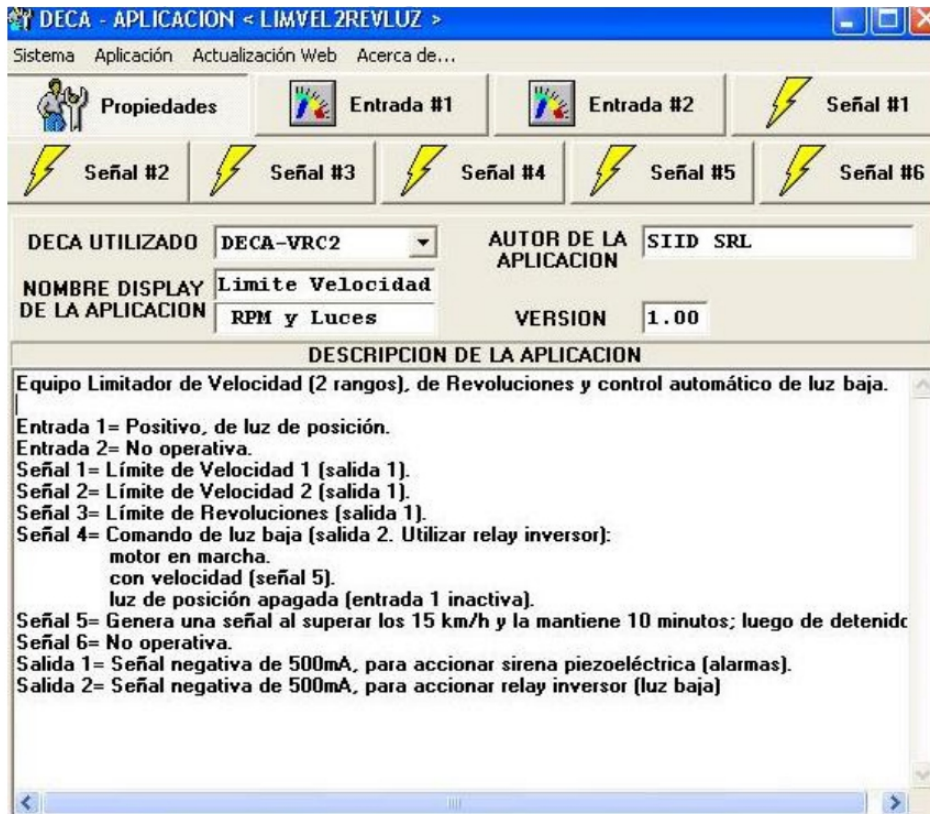 DECA - APLICACION < LIMVEL2REVLUZ >
Sistema Aplicación Actualización Web Acerca de...
Propiedades Entrada #1 Entrada #2 Señal #1
Señal #2 Señal #3 Señal #4 Señal #5 Señal #6
DECA UTILIZADO DECA-VRC2
AUTOR DE LA APLICACION SIID SRL
NOMBRE DISPLAY DE LA APLICACION
Limite Velocidad
RPM y Luces
VERSION 1.00
DESCRIPCION DE LA APLICACION
Equipo Limitador de Velocidad (2 rangos), de Revoluciones y control automático de luz baja.
Entrada 1= Positivo, de luz de posición.
Entrada 2= No operativa.
Señal 1= Límite de Velocidad 1 (salida 1).
Señal 2= Límite de Velocidad 2 (salida 1).
Señal 3= Límite de Revoluciones (salida 1).
Señal 4= Comando de luz baja (salida 2. Utilizar relay inversor):
motor en marcha.
con velocidad (señal 5).
luz de posición apagada (entrada 1 inactiva).
Señal 5= Genera una señal al superar los 15 km/h y la mantiene 10 minutos; luego de detenido
Señal 6= No operativa.
Salida 1= Señal negativa de 500mA, para accionar sirena piezoeléctrica (alarmas).
Salida 2= Señal negativa de 500mA, para accionar relay inversor (luz baja)